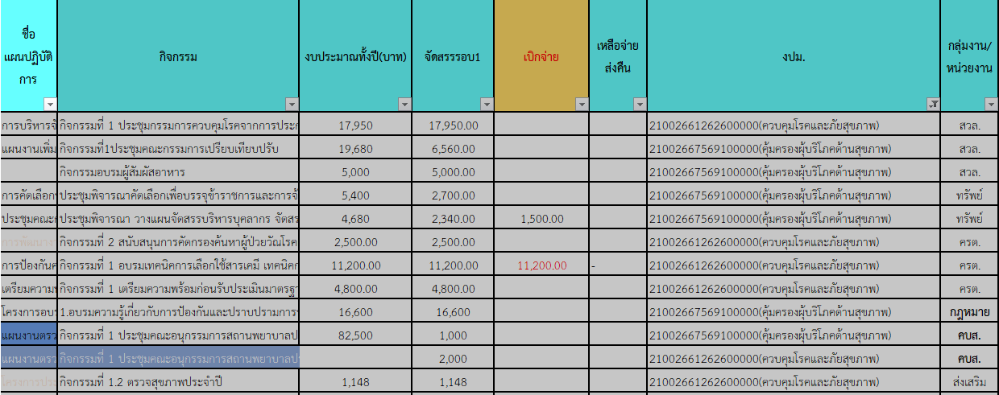 ชื่อ
แผนปฏิบัติ
การ
กิจกรรม
งบประมาณทั้งปี(บาท)
จัดสรรรอบ1
เบิกจ่าย
เหลือจ่าย
ส่งคืน
งปม.
กลุ่มงาน/
หน่วยงาน
การบริหารจ กิจกรรมที่ 1 ประชุมกรรมการควบคุมโรคจากการประก 17,950 17,950.00 21002661262600000(ควบคุมโรคและภัยสุขภาพ) สวล.
แผนงานเพิ่ม กิจกรรมที่1ประชุมคณะกรรมการเปรียบเทียบปรับ 19,680 6,560.00 21002667569100000(คุ้มครองผู้บริโภคด้านสุขภาพ) สวล.
กิจกรรมอบรมผู้สัมผัสอาหาร 5,000 5,000.00 21002667569100000(คุ้มครองผู้บริโภคด้านสุขภาพ) สวล.
การคัดเลือก ประชุมพิจารณาคัดเลือกเพื่อบรรจุข้าราชการและการจ้ 5,400 2,700.00 21002667569100000(คุ้มครองผู้บริโภคด้านสุขภาพ) ทรัพย์
ประชุมคณะก ประชุมพิจารณา วางแผนจัดสรรบริหารบุคลากร จัดสร 4,680 2,340.00 1,500.00 21002667569100000(คุ้มครองผู้บริโภคด้านสุขภาพ) ทรัพย์
การพัฒนางา กิจกรรมที่ 2 สนับสนุนการคัดกรองค้นหาผู้ป่วยวัณโรค 2,500.00 2,500.00 21002661262600000(ควบคุมโรคและภัยสุขภาพ) ครต.
การป้องกันค กิจกรรมที่ 1 อบรมเทคนิคการเลือกใช้สารเคมี เทคนิคก 11,200.00 11,200.00 11,200.00 - 21002661262600000(ควบคุมโรคและภัยสุขภาพ) ครต.
เตรียมความ กิจกรรมที่ 1 เตรียมความพร้อมก่อนรับประเมินมาตรฐา 4,800.00 4,800.00 21002661262600000(ควบคุมโรคและภัยสุขภาพ) ครต.
โครงการอบร 1.อบรมความรู้เกี่ยวกับการป้องกันและปราบปรามการ 16,600 16,600 21002667569100000(คุ้มครองผู้บริโภคด้านสุขภาพ) กฎหมาย
แผนงานตรว กิจกรรมที่ 1 ประชุมคณะอนุกรรมการสถานพยาบาลป 82,500 1,000 21002667569100000(คุ้มครองผู้บริโภคด้านสุขภาพ) คบส.
แผนงานตรว กิจกรรมที่ 1 ประชุมคณะอนุกรรมการสถานพยาบาลป 2,000 21002661262600000(ควบคุมโรคและภัยสุขภาพ) คบส.
โครงการประ กิจกรรมที่ 1.2 ตรวจสุขภาพประจำปี 1,148 1,148 21002661262600000(ควบคุมโรคและภัยสุขภาพ) ส่งเสริม